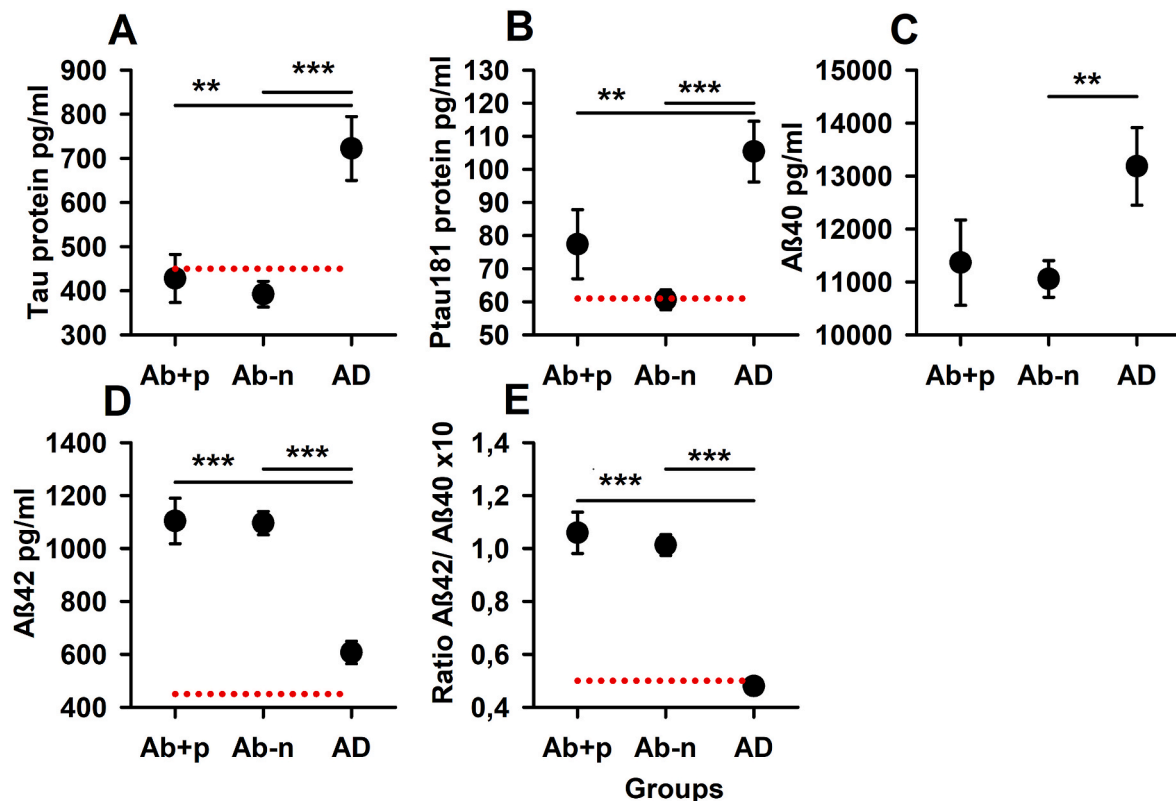 A
Tau protein pg/ml
900
800
700
600
500
400
300
**
***
Ab+p Ab-n AD
B
Ptau181 protein pg/ml
130
120
110
100
90
80
70
60
50
**
***
Ab+p Ab-n AD
C
Aß40 pg/ml
15000
14000
13000
12000
11000
10000
**
Ab+p Ab-n AD
D
Aß42 pg/ml
1400
1200
1000
800
600
400
***
***
Ab+p Ab-n AD
E
Ratio Aß42/ Aß40 x10
1,4
1,2
1,0
0,8
0,6
0,4
***
***
Ab+p Ab-n AD
Groups